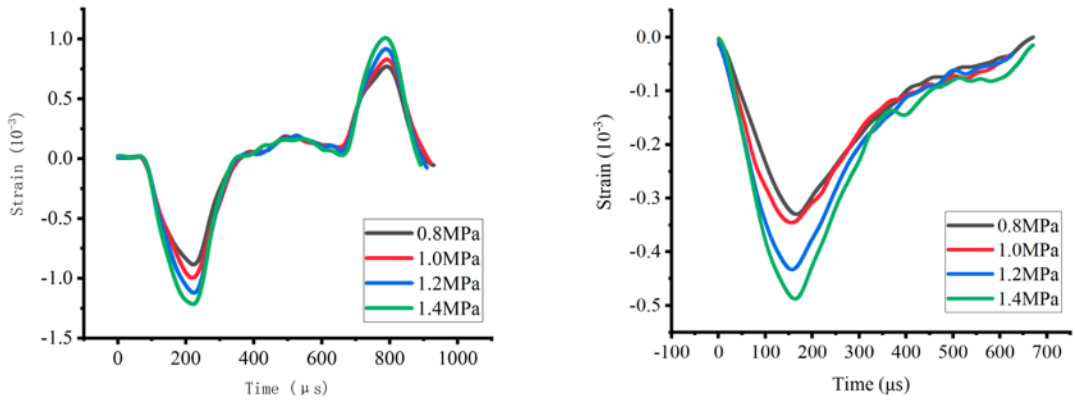 1.0
0.5
0.0
-0.5
-1.0
-1.5
Strain (10⁻³)
0 200 400 600 800 1000
Time (μs)
0.8MPa
1.0MPa
1.2MPa
1.4MPa
0.0
-0.1
-0.2
-0.3
-0.4
-0.5
Strain (10⁻³)
-100 0 100 200 300 400 500 600 700
Time (μs)
0.8MPa
1.0MPa
1.2MPa
1.4MPa